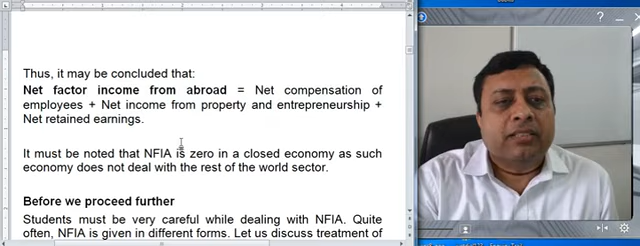 Thus, it may be concluded that:
Net factor income from abroad = Net compensation of
employees + Net income from property and entrepreneurship +
Net retained earnings.
It must be noted that NFIA is zero in a closed economy as such
economy does not deal with the rest of the world sector.
Before we proceed further
Students must be very careful while dealing with NFIA. Quite
often, NFIA is given in different forms. Let us discuss treatment of